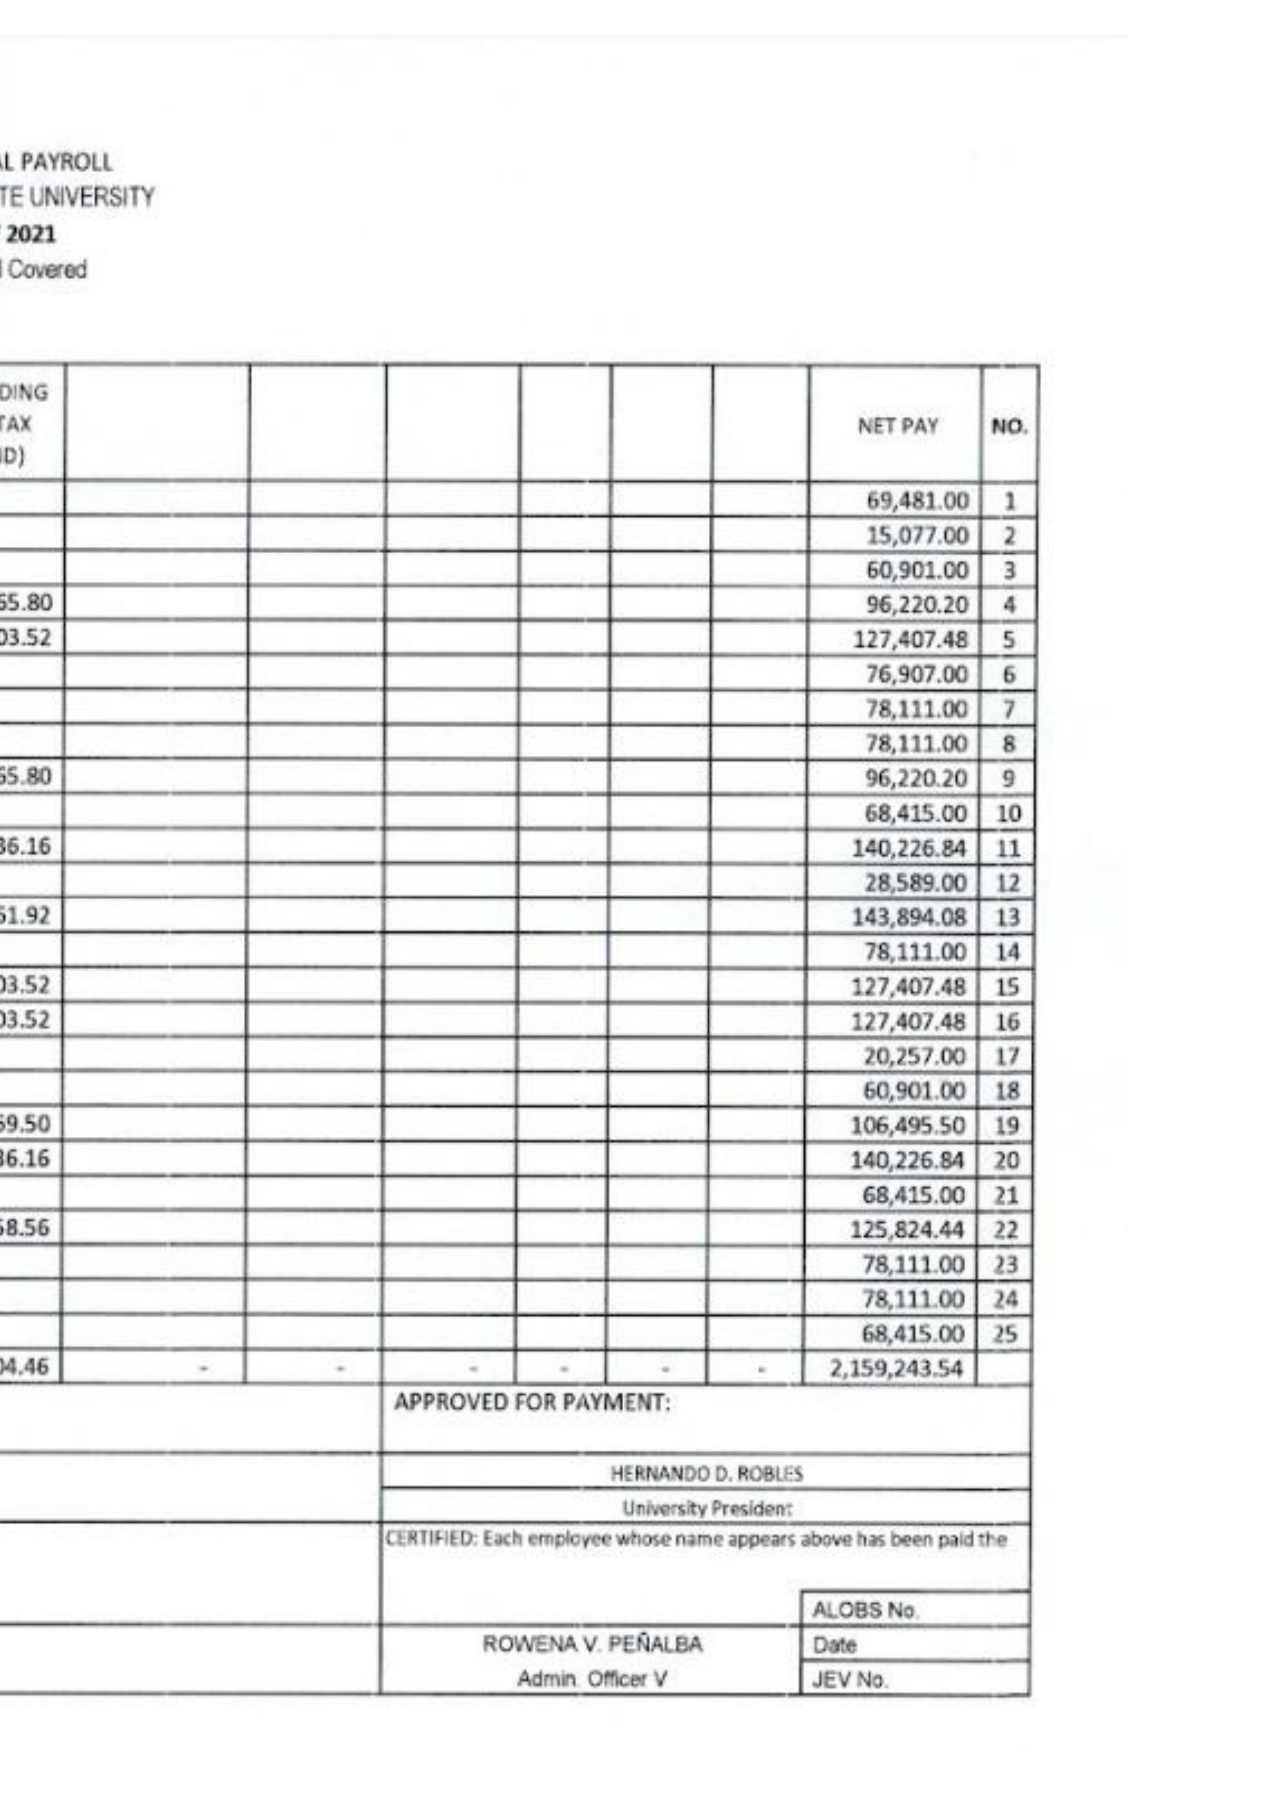 AL PAYROLL
TE UNIVERSITY
2021
Covered
DING
TAX
ID)
NET PAY NO.
69,481.00 1
15,077.00 2
60,901.00 3
65.80 96,220.20 4
03.52 127,407.48 5
76,907.00 6
78,111.00 7
78,111.00 8
65.80 96,220.20 9
68,415.00 10
36.16 140,226.84 11
28,589.00 12
61.92 143,894.08 13
78,111.00 14
03.52 127,407.48 15
03.52 127,407.48 16
20,257.00 17
60,901.00 18
59.50 106,495.50 19
36.16 140,226.84 20
68,415.00 21
58.56 125,824.44 22
78,111.00 23
78,111.00 24
68,415.00 25
04.46 - - - - - - 2,159,243.54
APPROVED FOR PAYMENT:
HERNANDO D. ROBLES
University President
CERTIFIED: Each employee whose name appears above has been paid the
ALOBS No.
ROWENA V. PEÑALBA Date
Admin. Officer V JEV No.